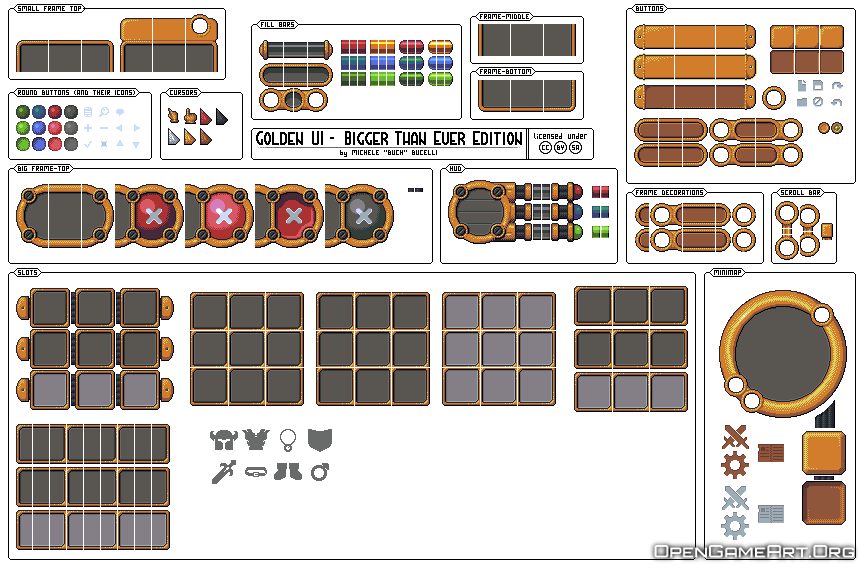 SMALL FRAME TOP
FILL BARS
FRAME-MIDDLE
BUTTONS
FRAME-BOTTOM
ROUND BUTTONS (AND THEIR ICONS)
CURSORS
GOLDEN UI - BIGGER THAN EVER EDITION
by MICHELE "BUCH" BUCELLI
licensed under
CC BY SA
BIG FRAME-TOP
HUD
FRAME DECORATIONS
SCROLL BAR
SLOTS
MINIMAP
OPENGAMEART.ORG